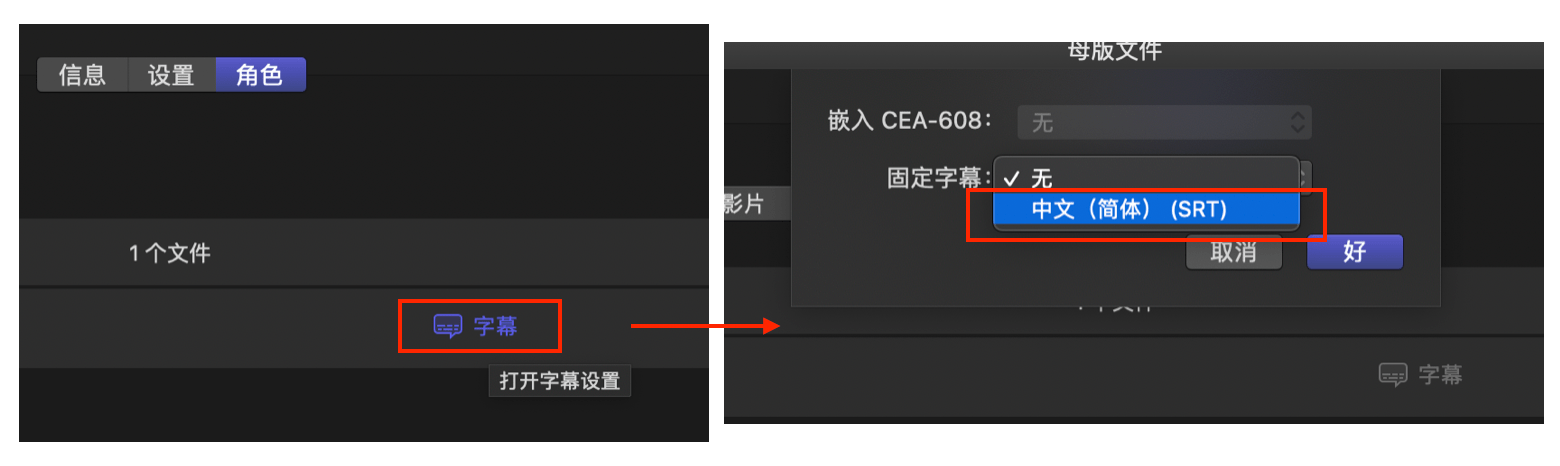 信息 设置 角色
1 个文件
字幕
打开字幕设置
母版文件
嵌入 CEA-608： 无
固定字幕： ✓ 无
影片
中文（简体） (SRT)
取消 好
字幕